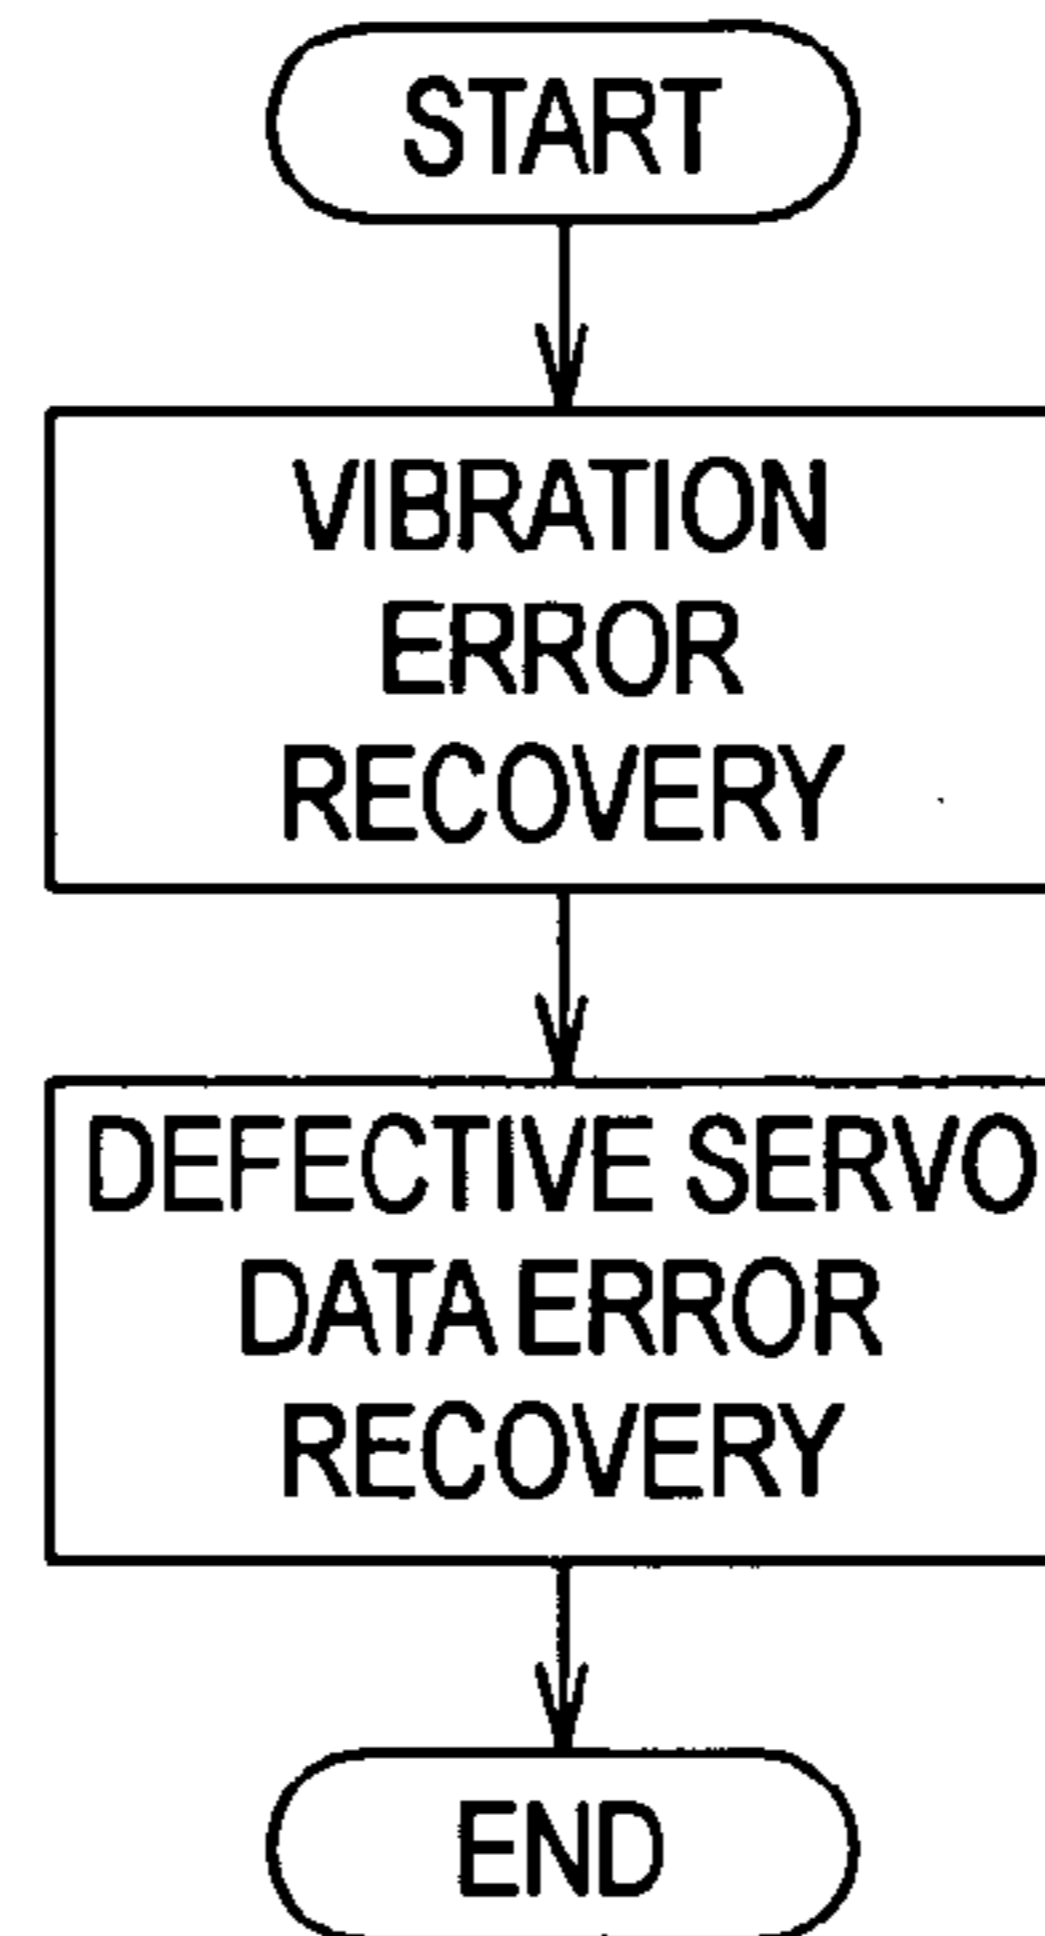 START
VIBRATION
ERROR
RECOVERY
DEFECTIVE SERVO
DATA ERROR
RECOVERY
END